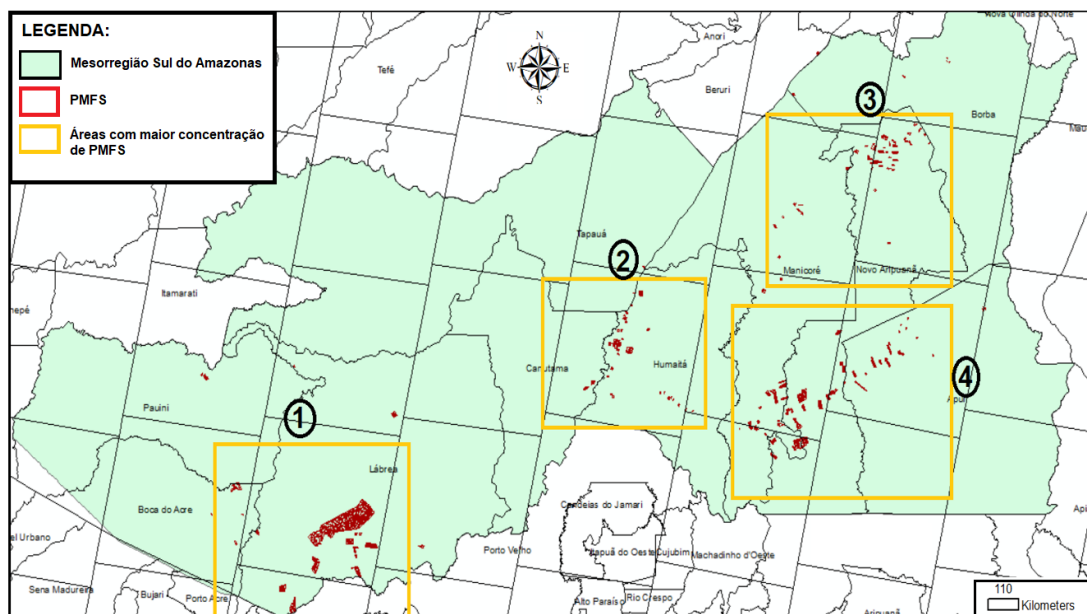 LEGENDA:
Mesorregião Sul do Amazonas
PMFS
Áreas com maior concentração
de PMFS
N
W
E
S
Nova Olinda do Norte
Anori
Tefé
Beruri
3
Borba
Tapauá
2
Manicoré
Novo Aripuanã
Itamarati
Canutama
Humaitá
4
Pauini
1
Lábrea
Boca do Acre
Candeias do Jamari
Porto Velho
Itapuã do Oeste
Cujubim
Machadinho d'Oeste
Sena Madureira
Bujari
Porto Acre
Alto Paraíso
Rio Crespo
Aripuanã
110
Kilometers